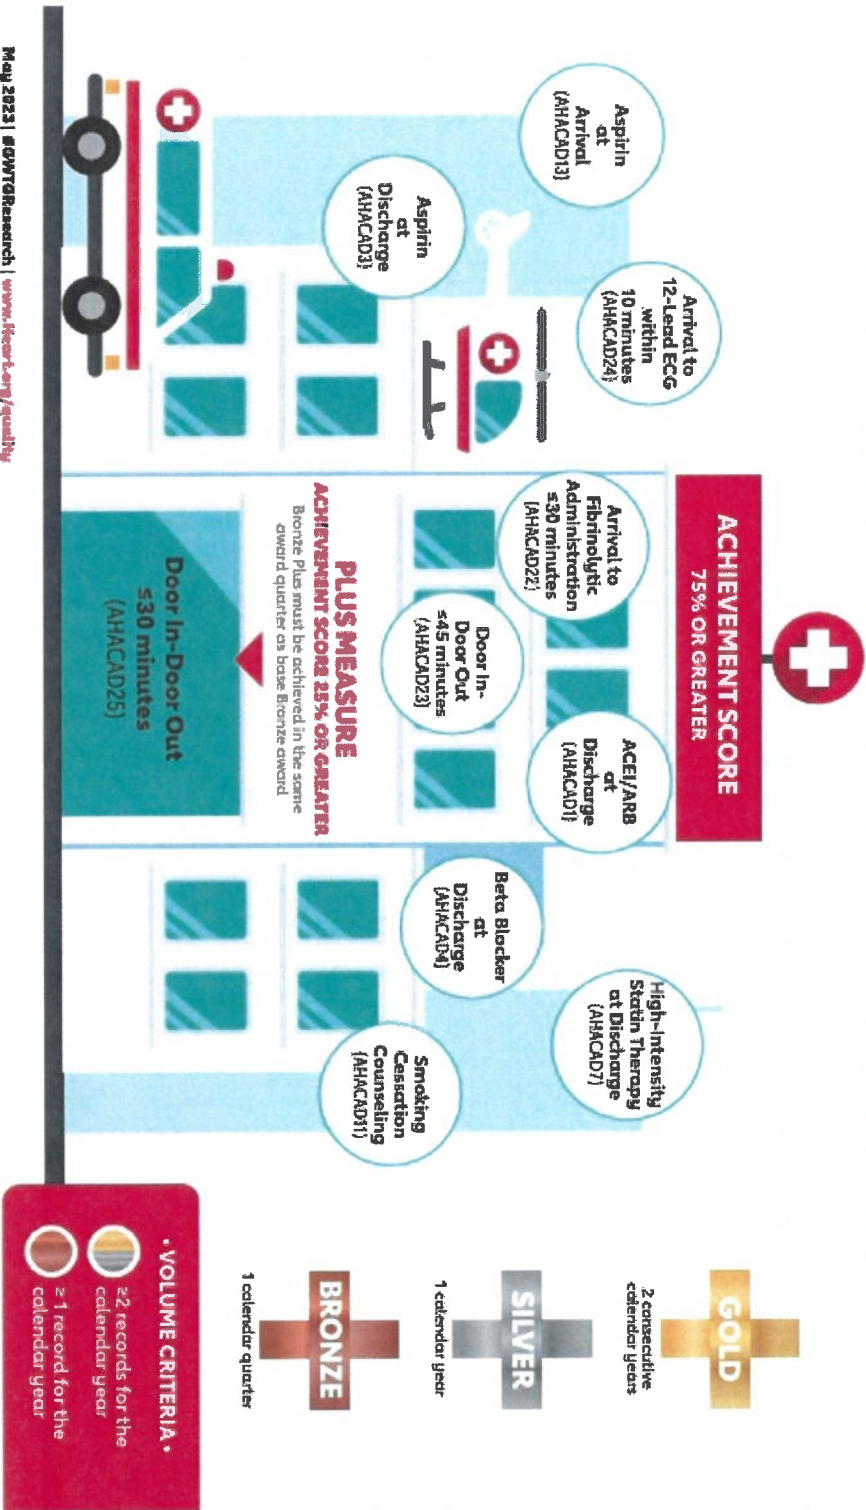 ACHIEVEMENT SCORE
75% OR GREATER
Aspirin
at
Arrival
(AHACAD13)
Arrival to
12-Lead ECG
within
10 minutes
(AHACAD24)
Aspirin
at
Discharge
(AHACAD3)
Arrival to
Fibrinolytic
Administration
≤30 minutes
(AHACAD22)
Door In-
Door Out
≤45 minutes
(AHACAD23)
ACEI/ARB
at
Discharge
(AHACAD1)
Beta Blocker
at
Discharge
(AHACAD4)
High-Intensity
Statin Therapy
at Discharge
(AHACAD7)
Smoking
Cessation
Counseling
(AHACAD11)
PLUS MEASURE
ACHIEVEMENT SCORE 25% OR GREATER
Bronze Plus must be achieved in the same
award quarter as base Bronze award
Door In-Door Out
≤30 minutes
(AHACAD25)
GOLD
2 consecutive
calendar years
SILVER
1 calendar year
BRONZE
1 calendar quarter
• VOLUME CRITERIA •
≥2 records for the
calendar year
≥1 record for the
calendar year
May 2023 | #GWTGResearch | www.Heart.org/quality